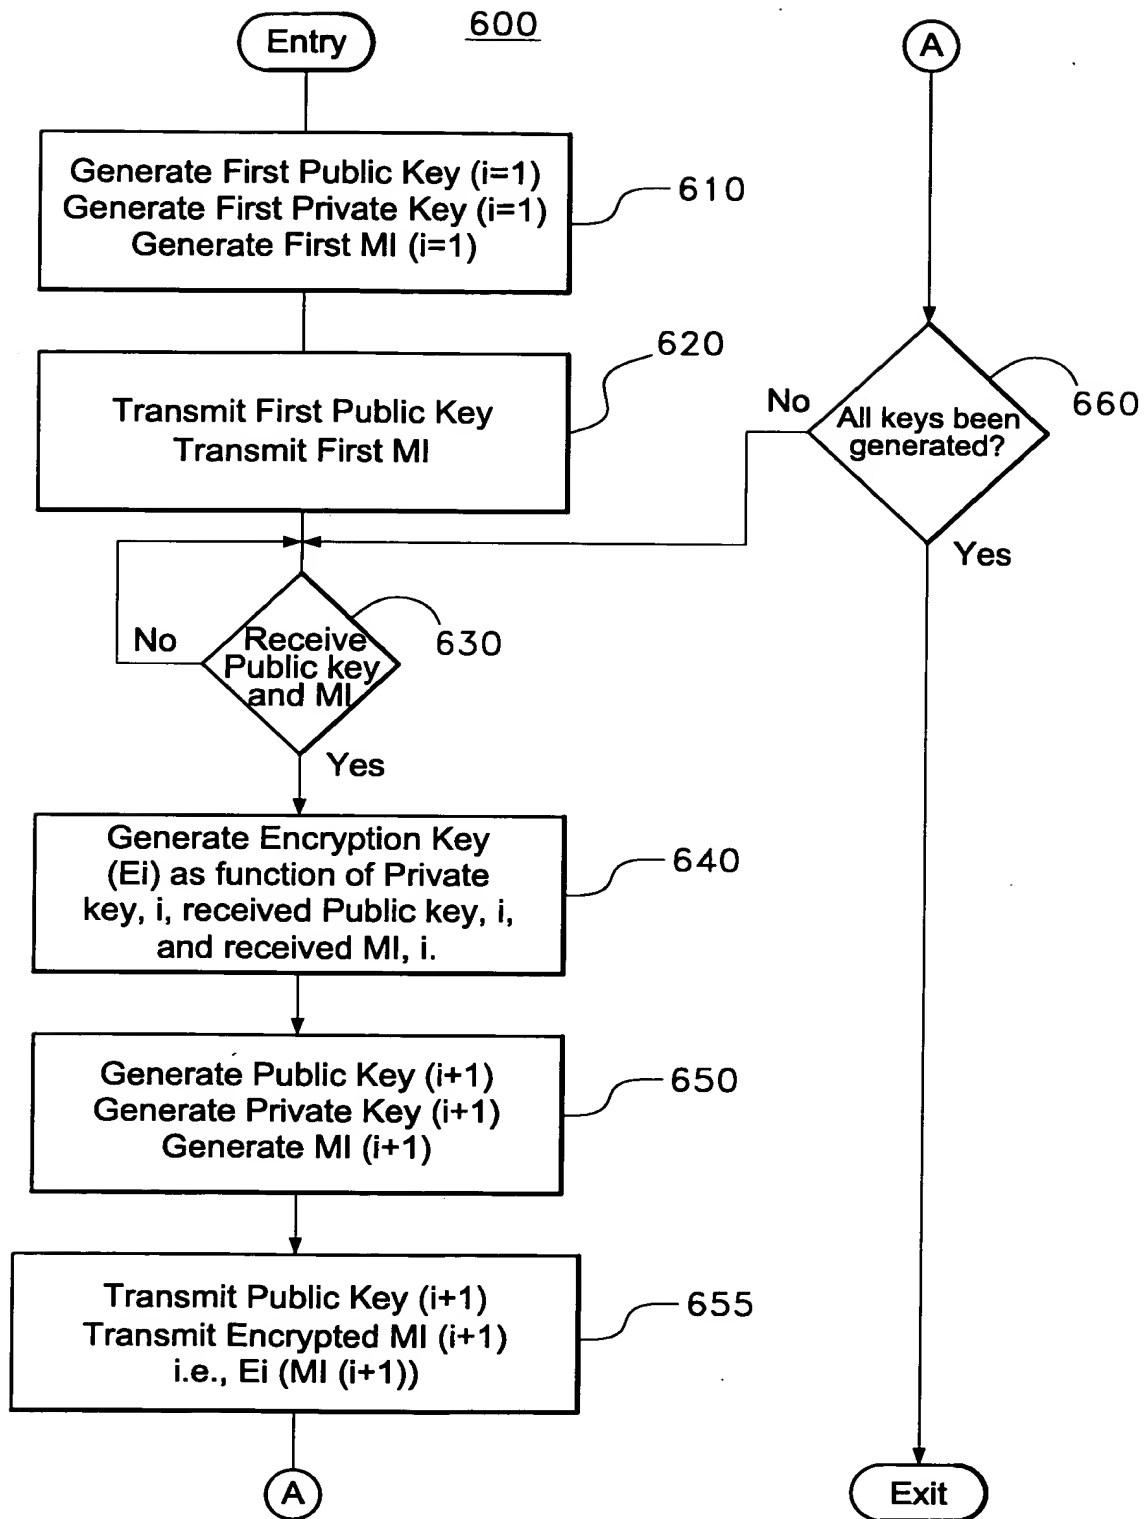 600
Entry
Generate First Public Key (i=1)
Generate First Private Key (i=1)
Generate First MI (i=1)
610
Transmit First Public Key
Transmit First MI
620
No
Receive
Public key
and MI
630
Yes
Generate Encryption Key
(Ei) as function of Private
key, i, received Public key, i,
and received MI, i.
640
Generate Public Key (i+1)
Generate Private Key (i+1)
Generate MI (i+1)
650
Transmit Public Key (i+1)
Transmit Encrypted MI (i+1)
i.e., Ei (MI (i+1))
655
A
A
No
All keys been
generated?
660
Yes
Exit